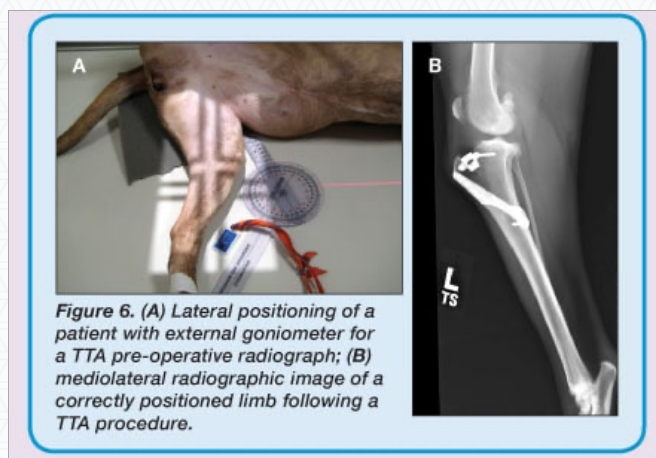 A
B
L
TS
Figure 6. (A) Lateral positioning of a
patient with external goniometer for
a TTA pre-operative radiograph; (B)
mediolateral radiographic image of a
correctly positioned limb following a
TTA procedure.